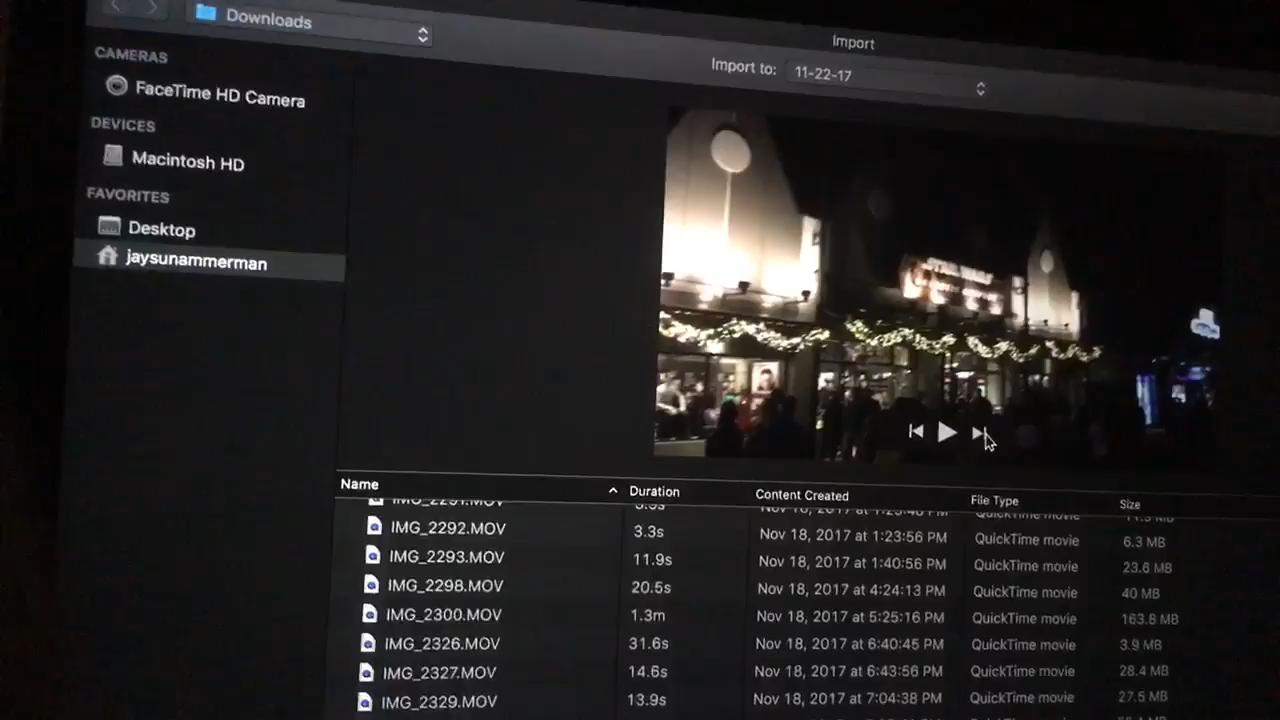 Downloads
Import
CAMERAS
Import to: 11-22-17
FaceTime HD Camera
DEVICES
Macintosh HD
FAVORITES
Desktop
jaysunammerman
Name Duration Content Created File Type Size
IMG_2291.MOV QuickTime movie
IMG_2292.MOV 3.3s Nov 18, 2017 at 1:23:56 PM QuickTime movie 6.3 MB
IMG_2293.MOV 11.9s Nov 18, 2017 at 1:40:56 PM QuickTime movie 23.6 MB
IMG_2298.MOV 20.5s Nov 18, 2017 at 4:24:13 PM QuickTime movie 40 MB
IMG_2300.MOV 1.3m Nov 18, 2017 at 5:25:16 PM QuickTime movie 163.8 MB
IMG_2326.MOV 31.6s Nov 18, 2017 at 6:40:45 PM QuickTime movie 3.9 MB
IMG_2327.MOV 14.6s Nov 18, 2017 at 6:43:56 PM QuickTime movie 28.4 MB
IMG_2329.MOV 13.9s Nov 18, 2017 at 7:04:38 PM QuickTime movie 27.5 MB